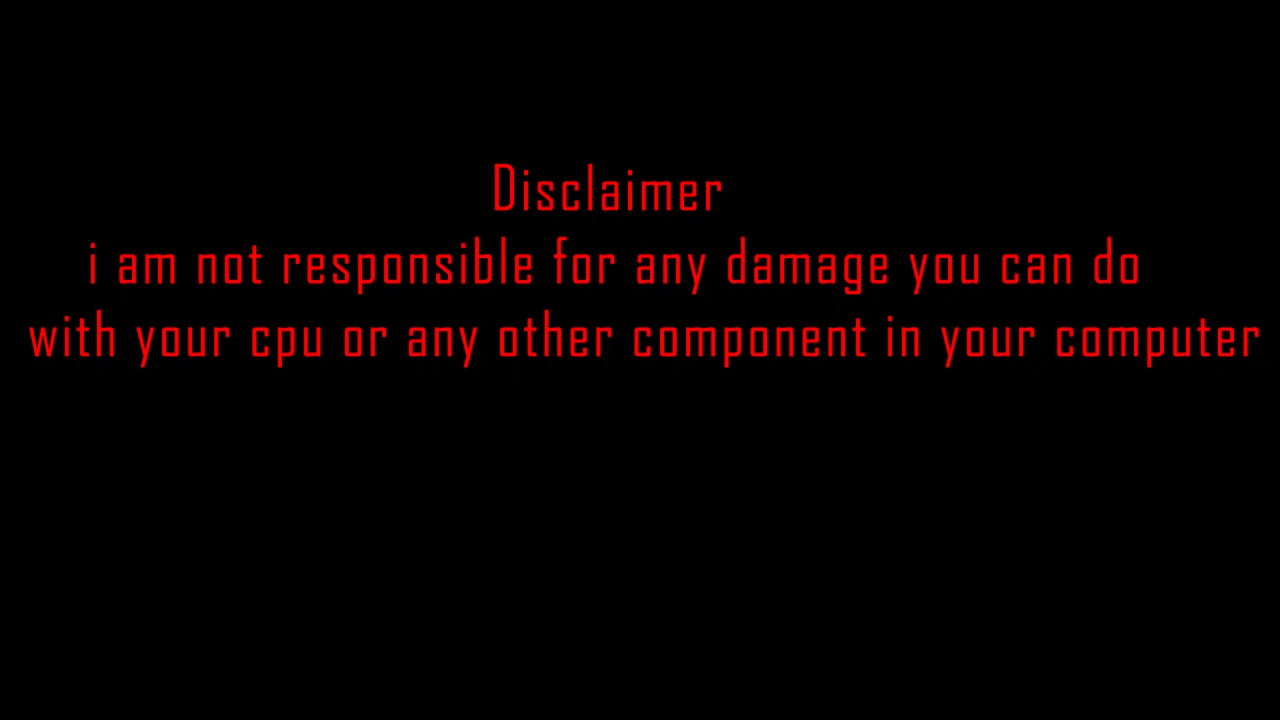 Disclaimer
i am not responsible for any damage you can do
with your cpu or any other component in your computer